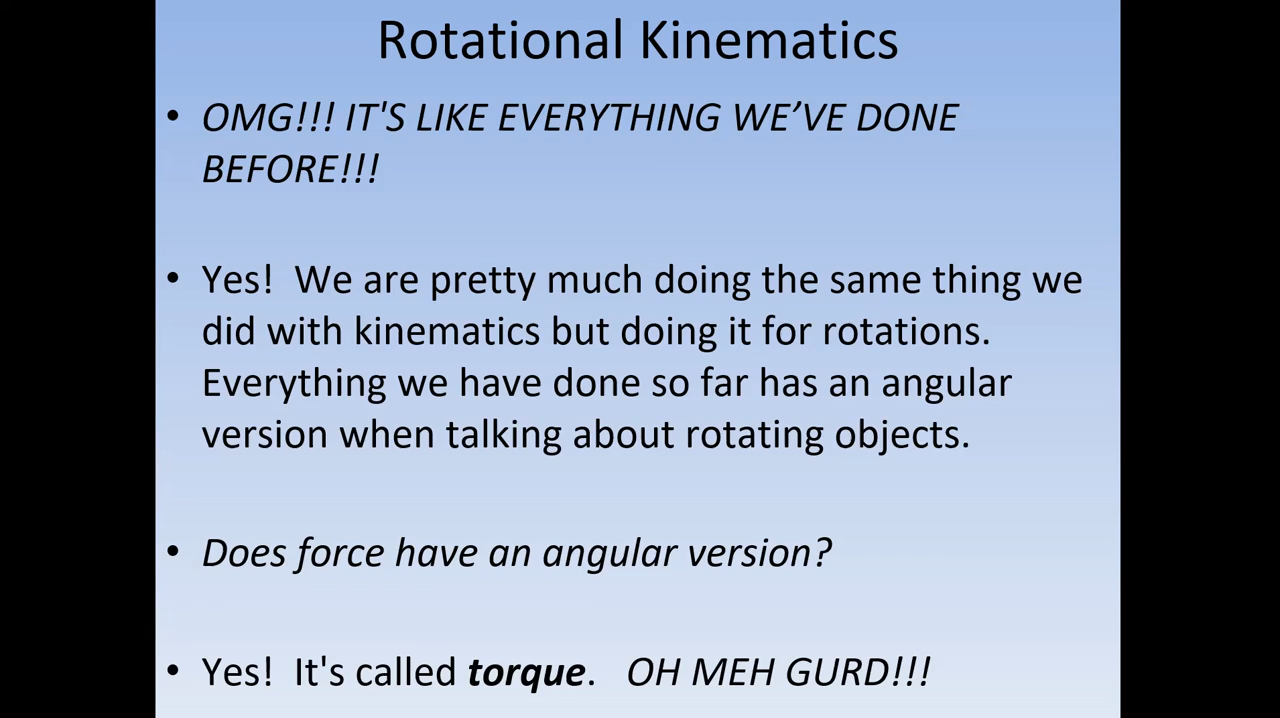 Rotational Kinematics
• OMG!!! IT'S LIKE EVERYTHING WE’VE DONE
BEFORE!!!
• Yes!  We are pretty much doing the same thing we
did with kinematics but doing it for rotations.
Everything we have done so far has an angular
version when talking about rotating objects.
• Does force have an angular version?
• Yes!  It's called torque.   OH MEH GURD!!!